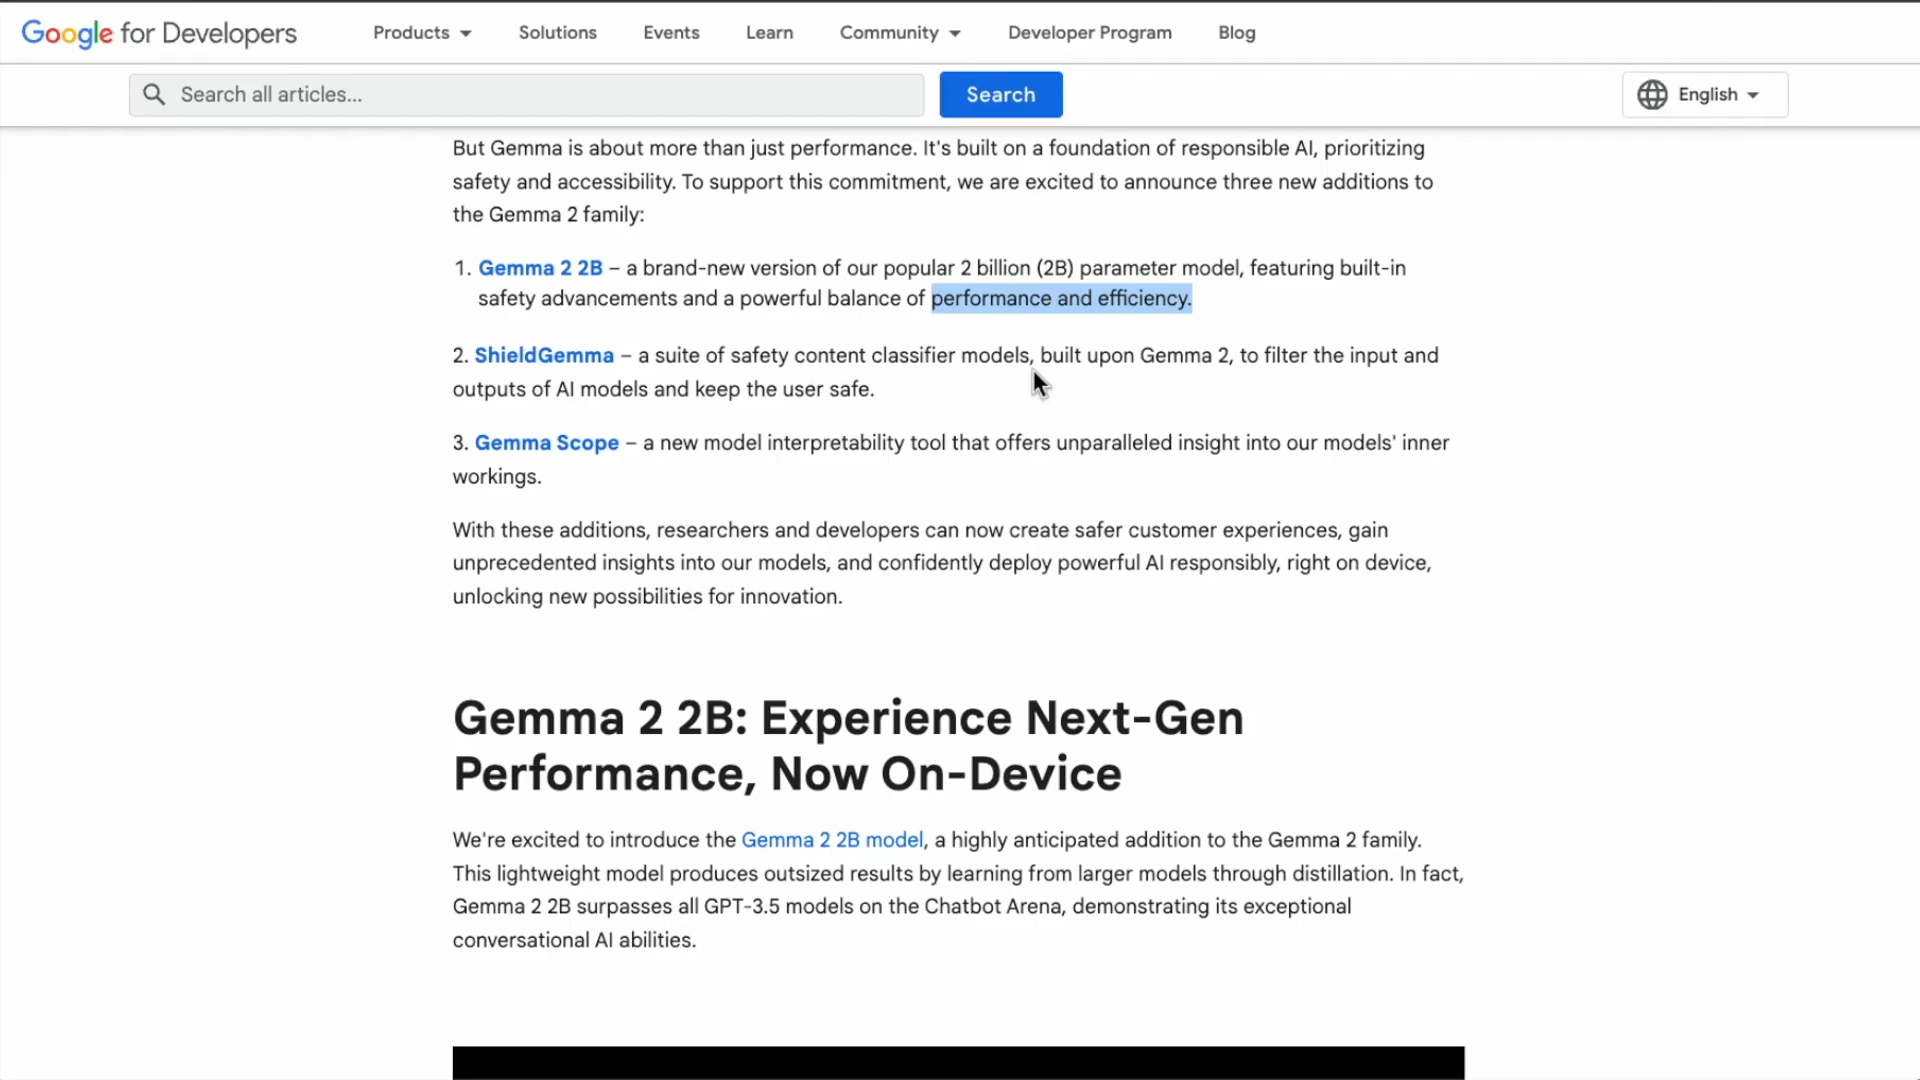 Google for Developers Products Solutions Events Learn Community Developer Program Blog
Search all articles... Search English
But Gemma is about more than just performance. It's built on a foundation of responsible AI, prioritizing
safety and accessibility. To support this commitment, we are excited to announce three new additions to
the Gemma 2 family:
1. Gemma 2 2B – a brand-new version of our popular 2 billion (2B) parameter model, featuring built-in
safety advancements and a powerful balance of performance and efficiency.
2. ShieldGemma – a suite of safety content classifier models, built upon Gemma 2, to filter the input and
outputs of AI models and keep the user safe.
3. Gemma Scope – a new model interpretability tool that offers unparalleled insight into our models' inner
workings.
With these additions, researchers and developers can now create safer customer experiences, gain
unprecedented insights into our models, and confidently deploy powerful AI responsibly, right on device,
unlocking new possibilities for innovation.
Gemma 2 2B: Experience Next-Gen
Performance, Now On-Device
We're excited to introduce the Gemma 2 2B model, a highly anticipated addition to the Gemma 2 family.
This lightweight model produces outsized results by learning from larger models through distillation. In fact,
Gemma 2 2B surpasses all GPT-3.5 models on the Chatbot Arena, demonstrating its exceptional
conversational AI abilities.